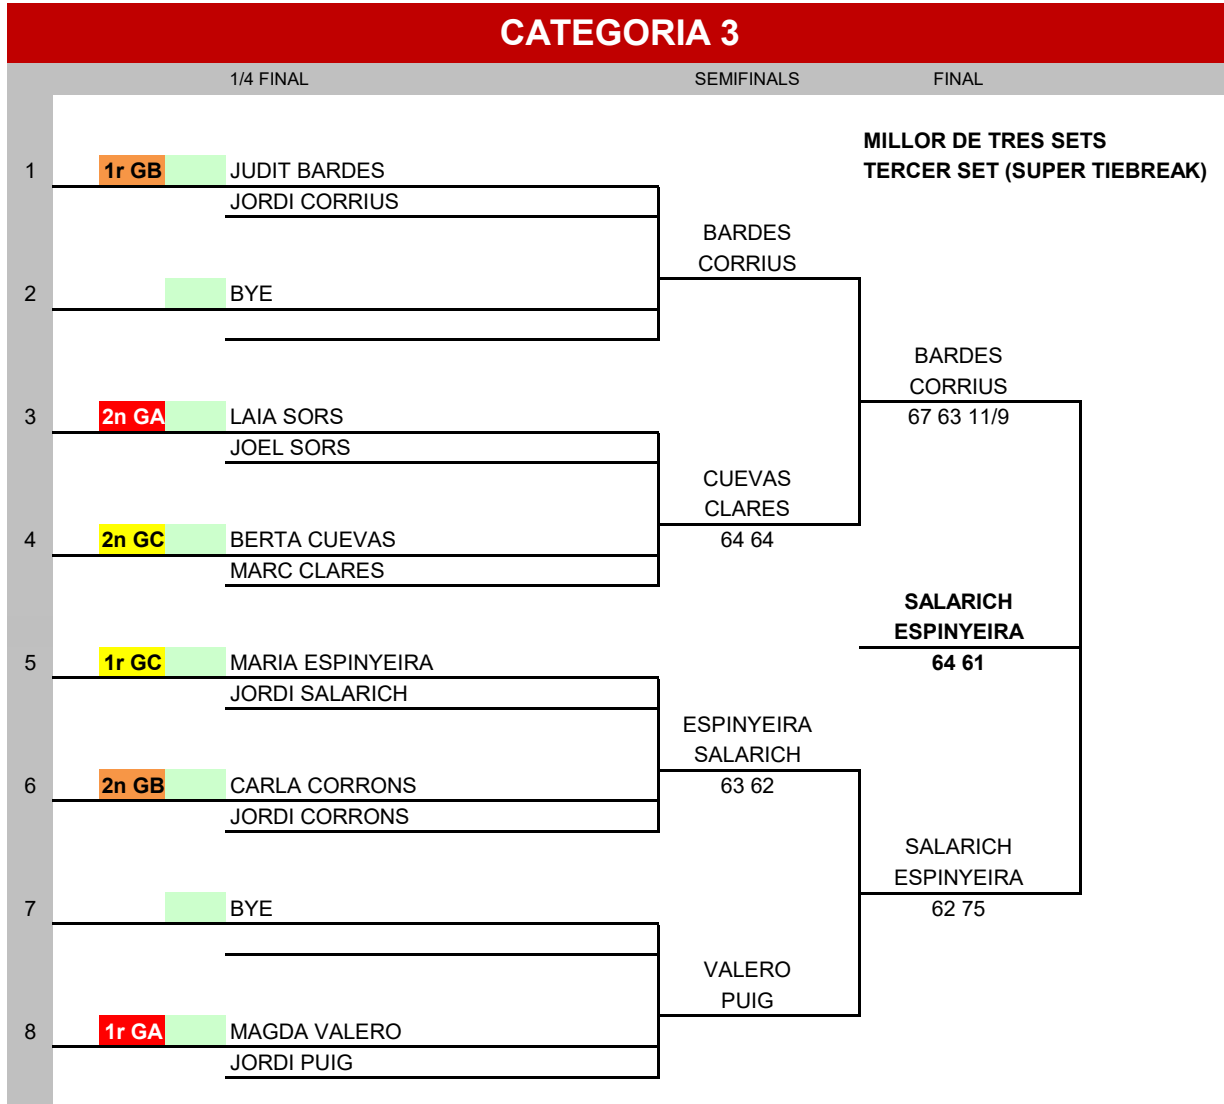 CATEGORIA 3
1/4 FINAL SEMIFINALS FINAL
MILLOR DE TRES SETS
1 1r GB JUDIT BARDES TERCER SET (SUPER TIEBREAK)
JORDI CORRIUS
BARDES
CORRIUS
2 BYE
BARDES
CORRIUS
3 2n GA LAIA SORS 67 63 11/9
JOEL SORS
CUEVAS
CLARES
4 2n GC BERTA CUEVAS 64 64
MARC CLARES
SALARICH
ESPINYEIRA
5 1r GC MARIA ESPINYEIRA 64 61
JORDI SALARICH
ESPINYEIRA
SALARICH
6 2n GB CARLA CORRONS 63 62
JORDI CORRONS
SALARICH
ESPINYEIRA
7 BYE 62 75
VALERO
PUIG
8 1r GA MAGDA VALERO
JORDI PUIG